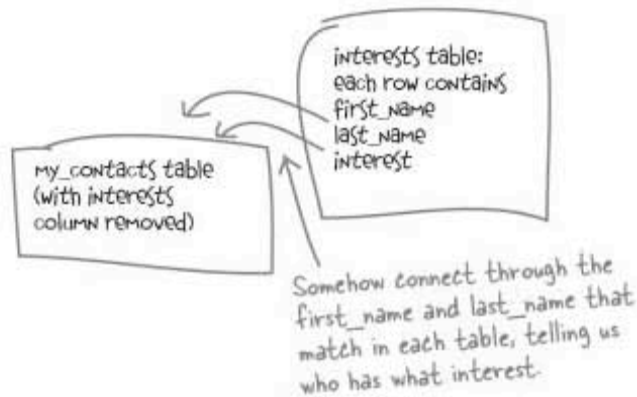 interests table:
each row contains
first_name
last_name
interest
my_contacts table
(with interests
column removed)
Somehow connect through the
first_name and last_name that
match in each table, telling us
who has what interest.